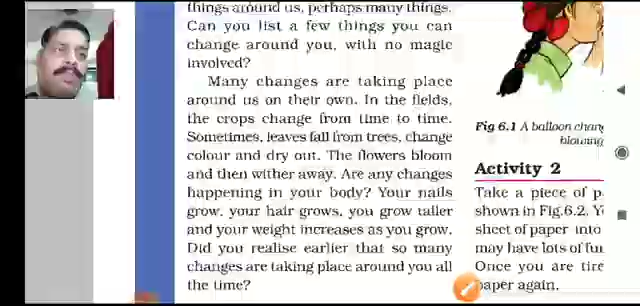 things around us, perhaps many things.
Can you list a few things you can
change around you, with no magic
involved?
Many changes are taking place
around us on their own. In the fields,
the crops change from time to time.
Sometimes, leaves fall from trees, change
colour and dry out. The flowers bloom
and then wither away. Are any changes
happening in your body? Your nails
grow, your hair grows, you grow taller
and your weight increases as you grow.
Did you realise earlier that so many
changes are taking place around you all
the time?
Fig 6.1 A balloon chan
blowing
Activity 2
Take a piece of p
shown in Fig.6.2. Y
sheet of paper into
may have lots of fun
Once you are tire
paper again.